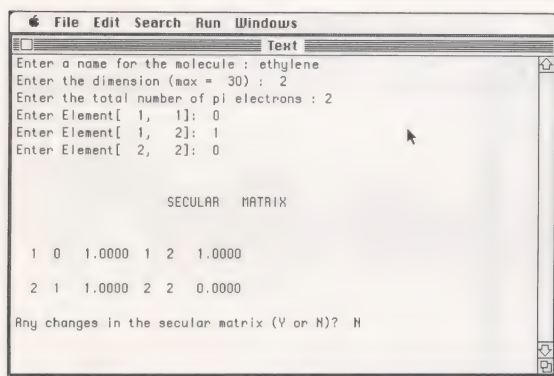 File Edit Search Run Windows
Text
Enter a name for the molecule : ethylene
Enter the dimension (max = 30) : 2
Enter the total number of pi electrons : 2
Enter Element[ 1, 1]: 0
Enter Element[ 1, 2]: 1
Enter Element[ 2, 2]: 0
SECULAR MATRIX
1 0 1.0000 1 2 1.0000
2 1 1.0000 2 2 0.0000
Any changes in the secular matrix (Y or N)? N